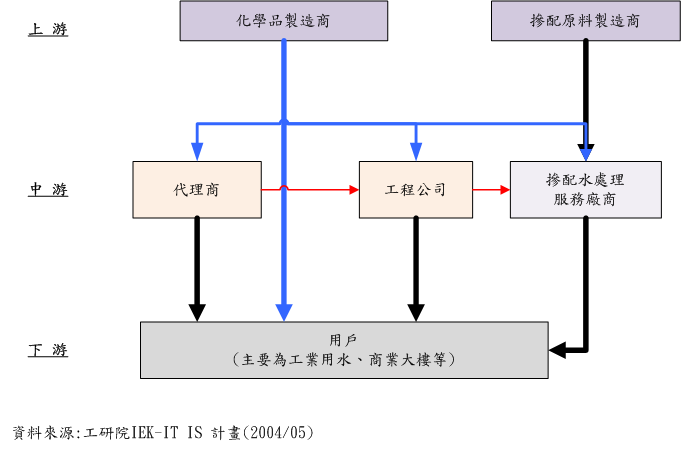 上 游
化學品製造商
摻配原料製造商
中 游
代理商
工程公司
摻配水處理
服務廠商
下 游
用戶
(主要為工業用水、商業大樓等)
資料來源:工研院IEK-IT IS 計畫(2004/05)